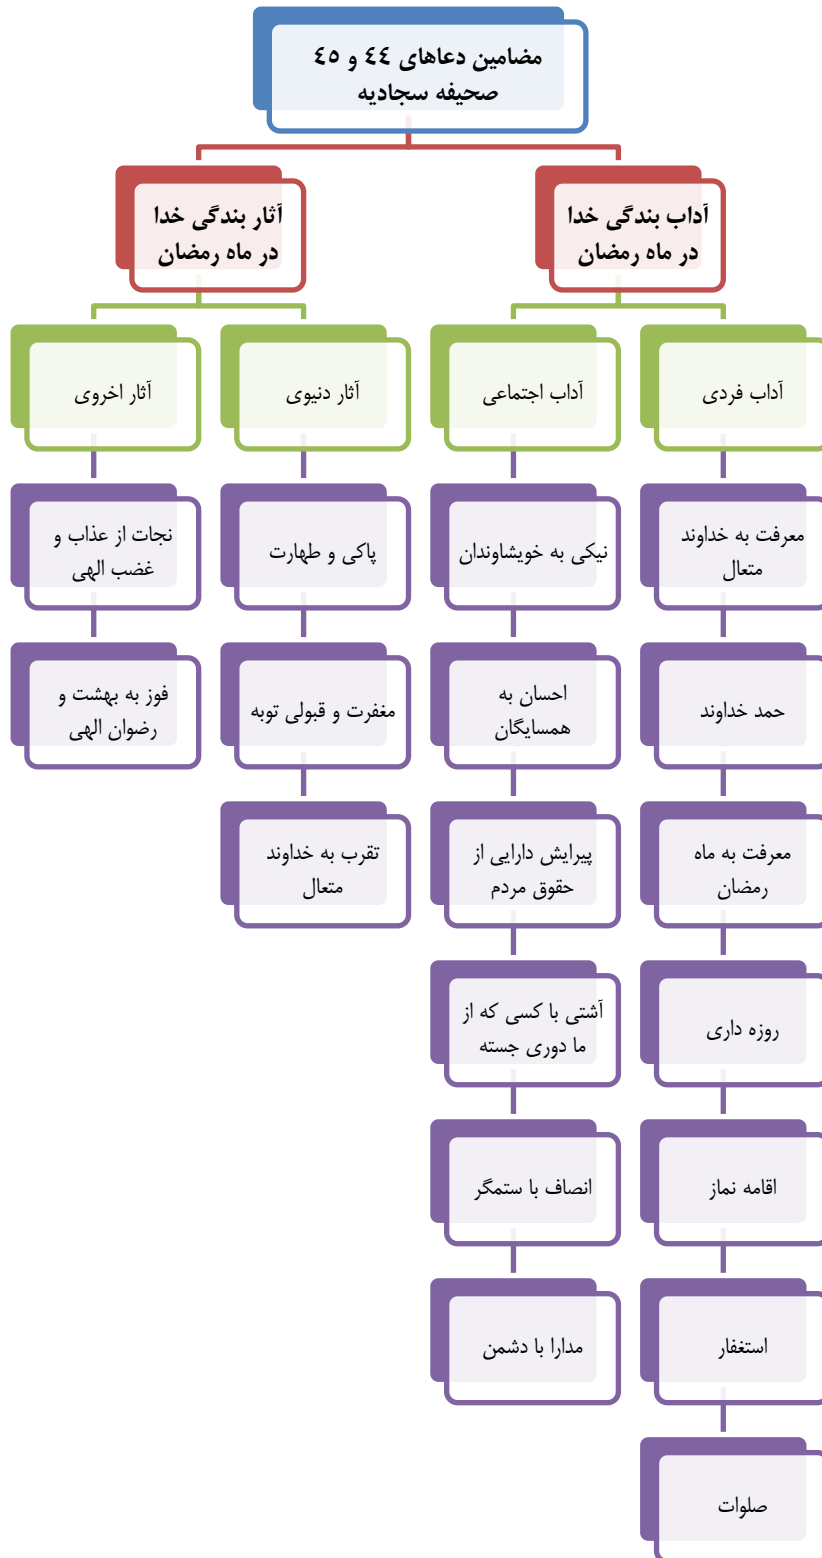 مضامین دعاهای ٤٤ و ٤٥
صحیفه سجادیه
آداب بندگی خدا
در ماه رمضان
آداب فردی
معرفت به خداوند
متعال
حمد خداوند
معرفت به ماه
رمضان
روزه داری
اقامه نماز
استغفار
صلوات
آداب اجتماعی
نیکی به خویشاوندان
احسان به
همسایگان
پیرایش دارایی از
حقوق مردم
آشتی با کسی که از
ما دوری جسته
انصاف با ستمگر
مدارا با دشمن
آثار بندگی خدا
در ماه رمضان
آثار دنیوی
پاکی و طهارت
مغفرت و قبولی توبه
تقرب به خداوند
متعال
آثار اخروی
نجات از عذاب و
غضب الهی
فوز به بهشت و
رضوان الهی